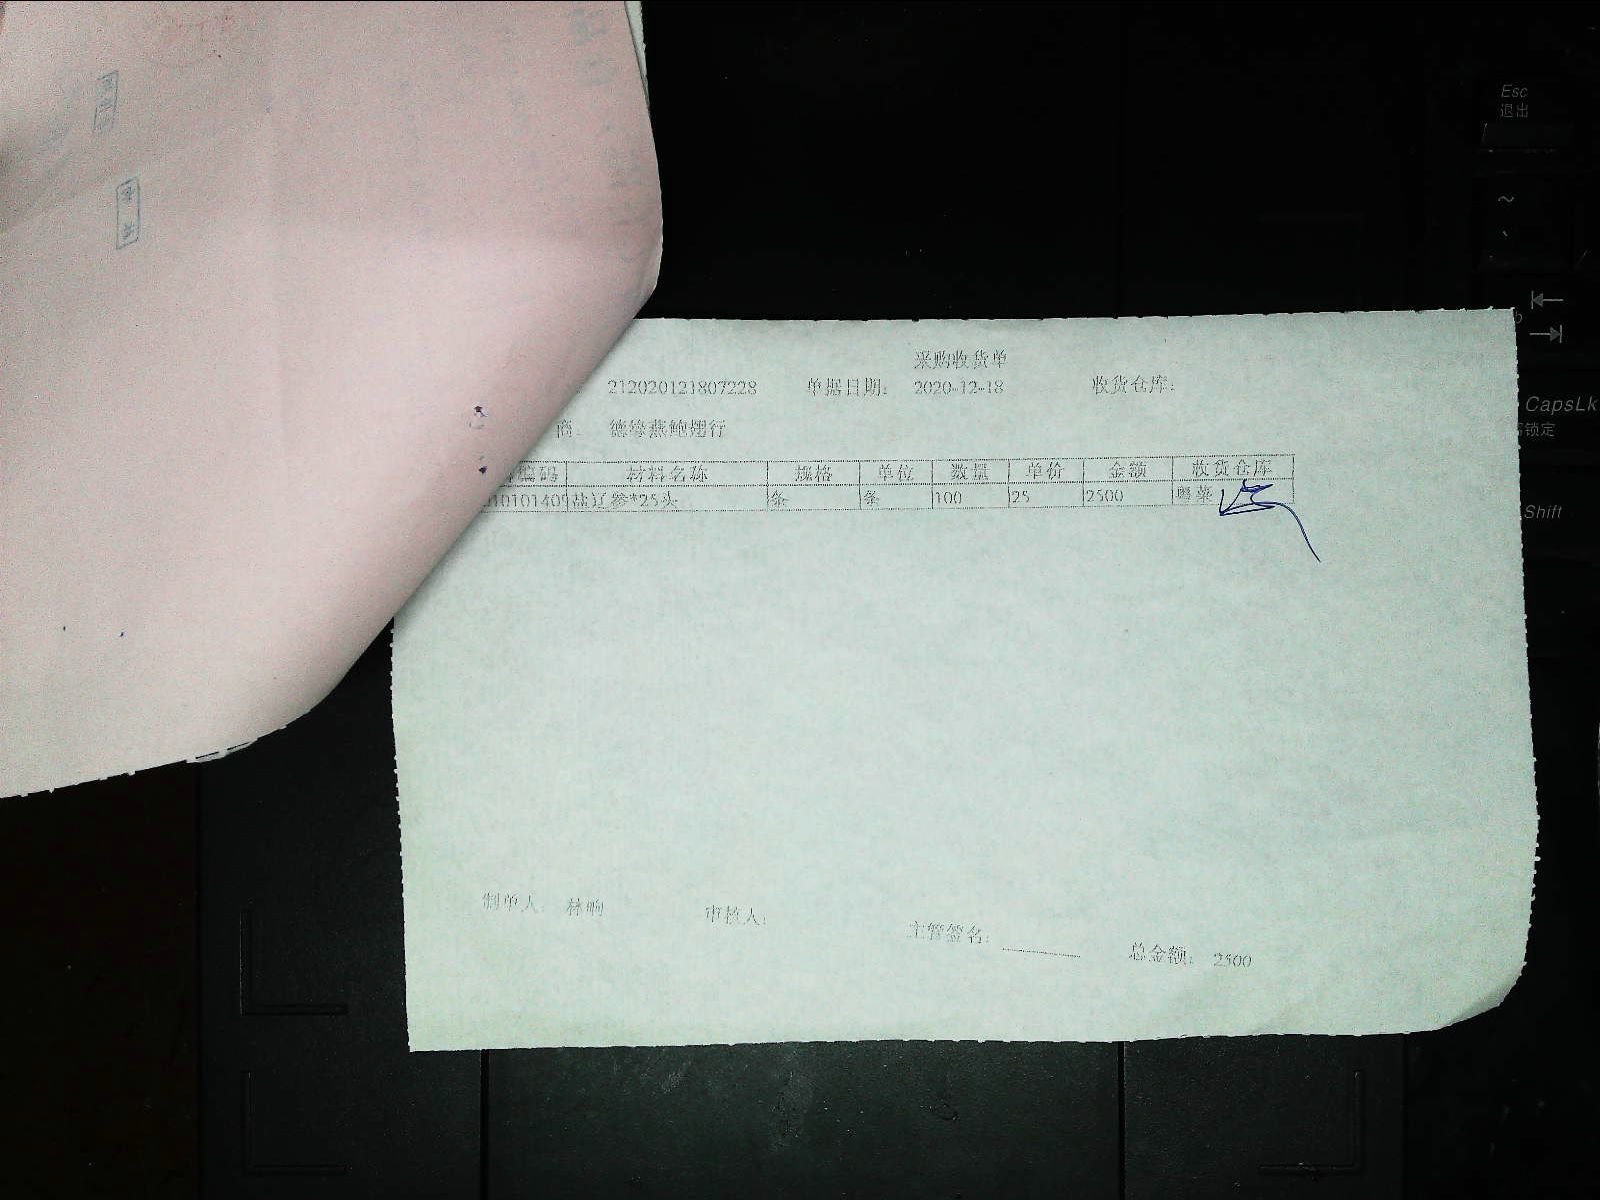 采购收货单
212020121807228 单据日期: 2020-12-18 收货仓库:
商: 德缘燕鲍翅行
编码 材料名称 规格 单位 数量 单价 金额 收货仓库
盐辽参*25头 条 条 100 25 2500
制单人: 林 审核人:
主管签名:
总金额: 2500
Esc
退出
~
CapsLk
锁定
Shift